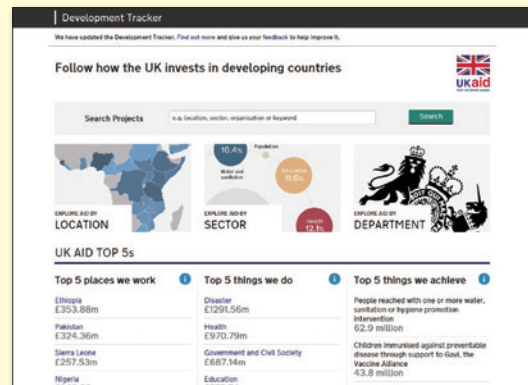 Development Tracker
We have updated the Development Tracker. Find out more and give us your feedback to help improve it.
Follow how the UK invests in developing countries
UKaid
from the British people
Search Projects
e.g. location, sector, organisation or keyword
Search
EXPLORE AID BY
LOCATION
10.4%
Population
Water and
sanitation
Education
11.6%
Health
12.1%
EXPLORE AID BY
SECTOR
EXPLORE AID BY
DEPARTMENT
UK AID TOP 5s
Top 5 places we work
Ethiopia
£353.88m
Pakistan
£324.36m
Sierra Leone
£257.53m
Nigeria
Top 5 things we do
Disaster
£1291.56m
Health
£970.79m
Government and Civil Society
£687.14m
Education
Top 5 things we achieve
People reached with one or more water,
sanitation or hygiene promotion
intervention
62.9 million
Children immunised against preventable
disease through support to Gavi, the
Vaccine Alliance
43.8 million